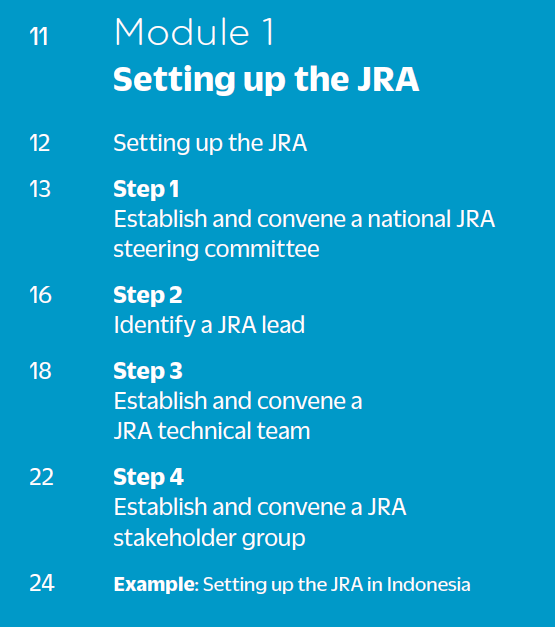 11 Module 1
Setting up the JRA
12 Setting up the JRA
13 Step 1
Establish and convene a national JRA
steering committee
16 Step 2
Identify a JRA lead
18 Step 3
Establish and convene a
JRA technical team
22 Step 4
Establish and convene a JRA
stakeholder group
24 Example: Setting up the JRA in Indonesia